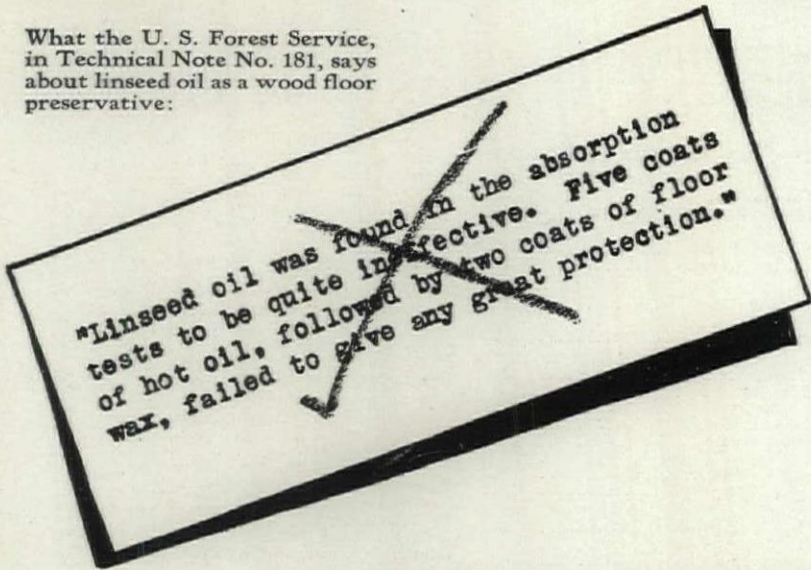 What the U. S. Forest Service,
in Technical Note No. 181, says
about linseed oil as a wood floor
preservative:
"Linseed oil was found in the absorption
tests to be quite ineffective. Five coats
of hot oil, followed by two coats of floor
wax, failed to give any great protection."